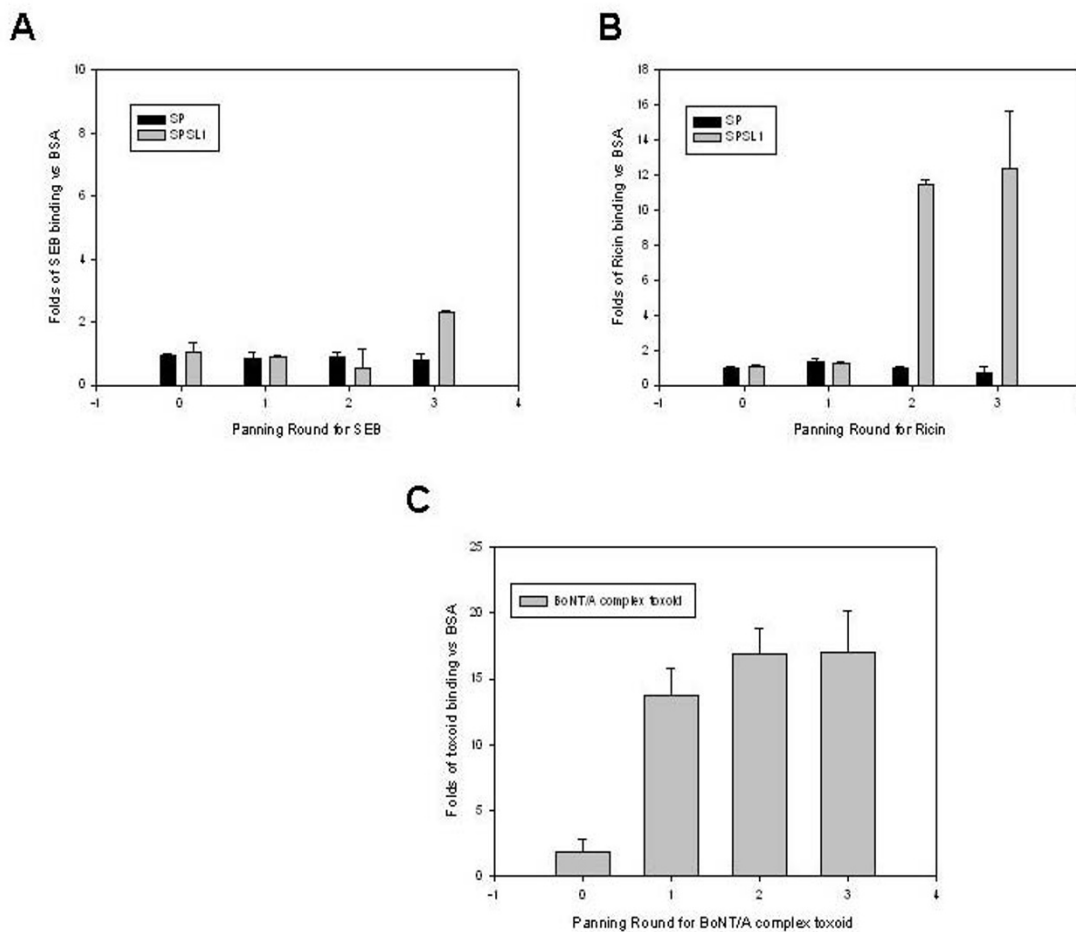 A
10
8
6
4
2
0
Folds of SEB binding vs BSA
SP
SPSL1
-1 0 1 2 3 4
Panning Round for SEB
B
18
16
14
12
10
8
6
4
2
0
Folds of Ricin binding vs BSA
SP
SPSL1
-1 0 1 2 3
Panning Round for Ricin
C
25
20
15
10
5
0
Folds of toxoid binding vs BSA
BoNT/A complex toxoid
-1 0 1 2 3 4
Panning Round for BoNT/A complex toxoid